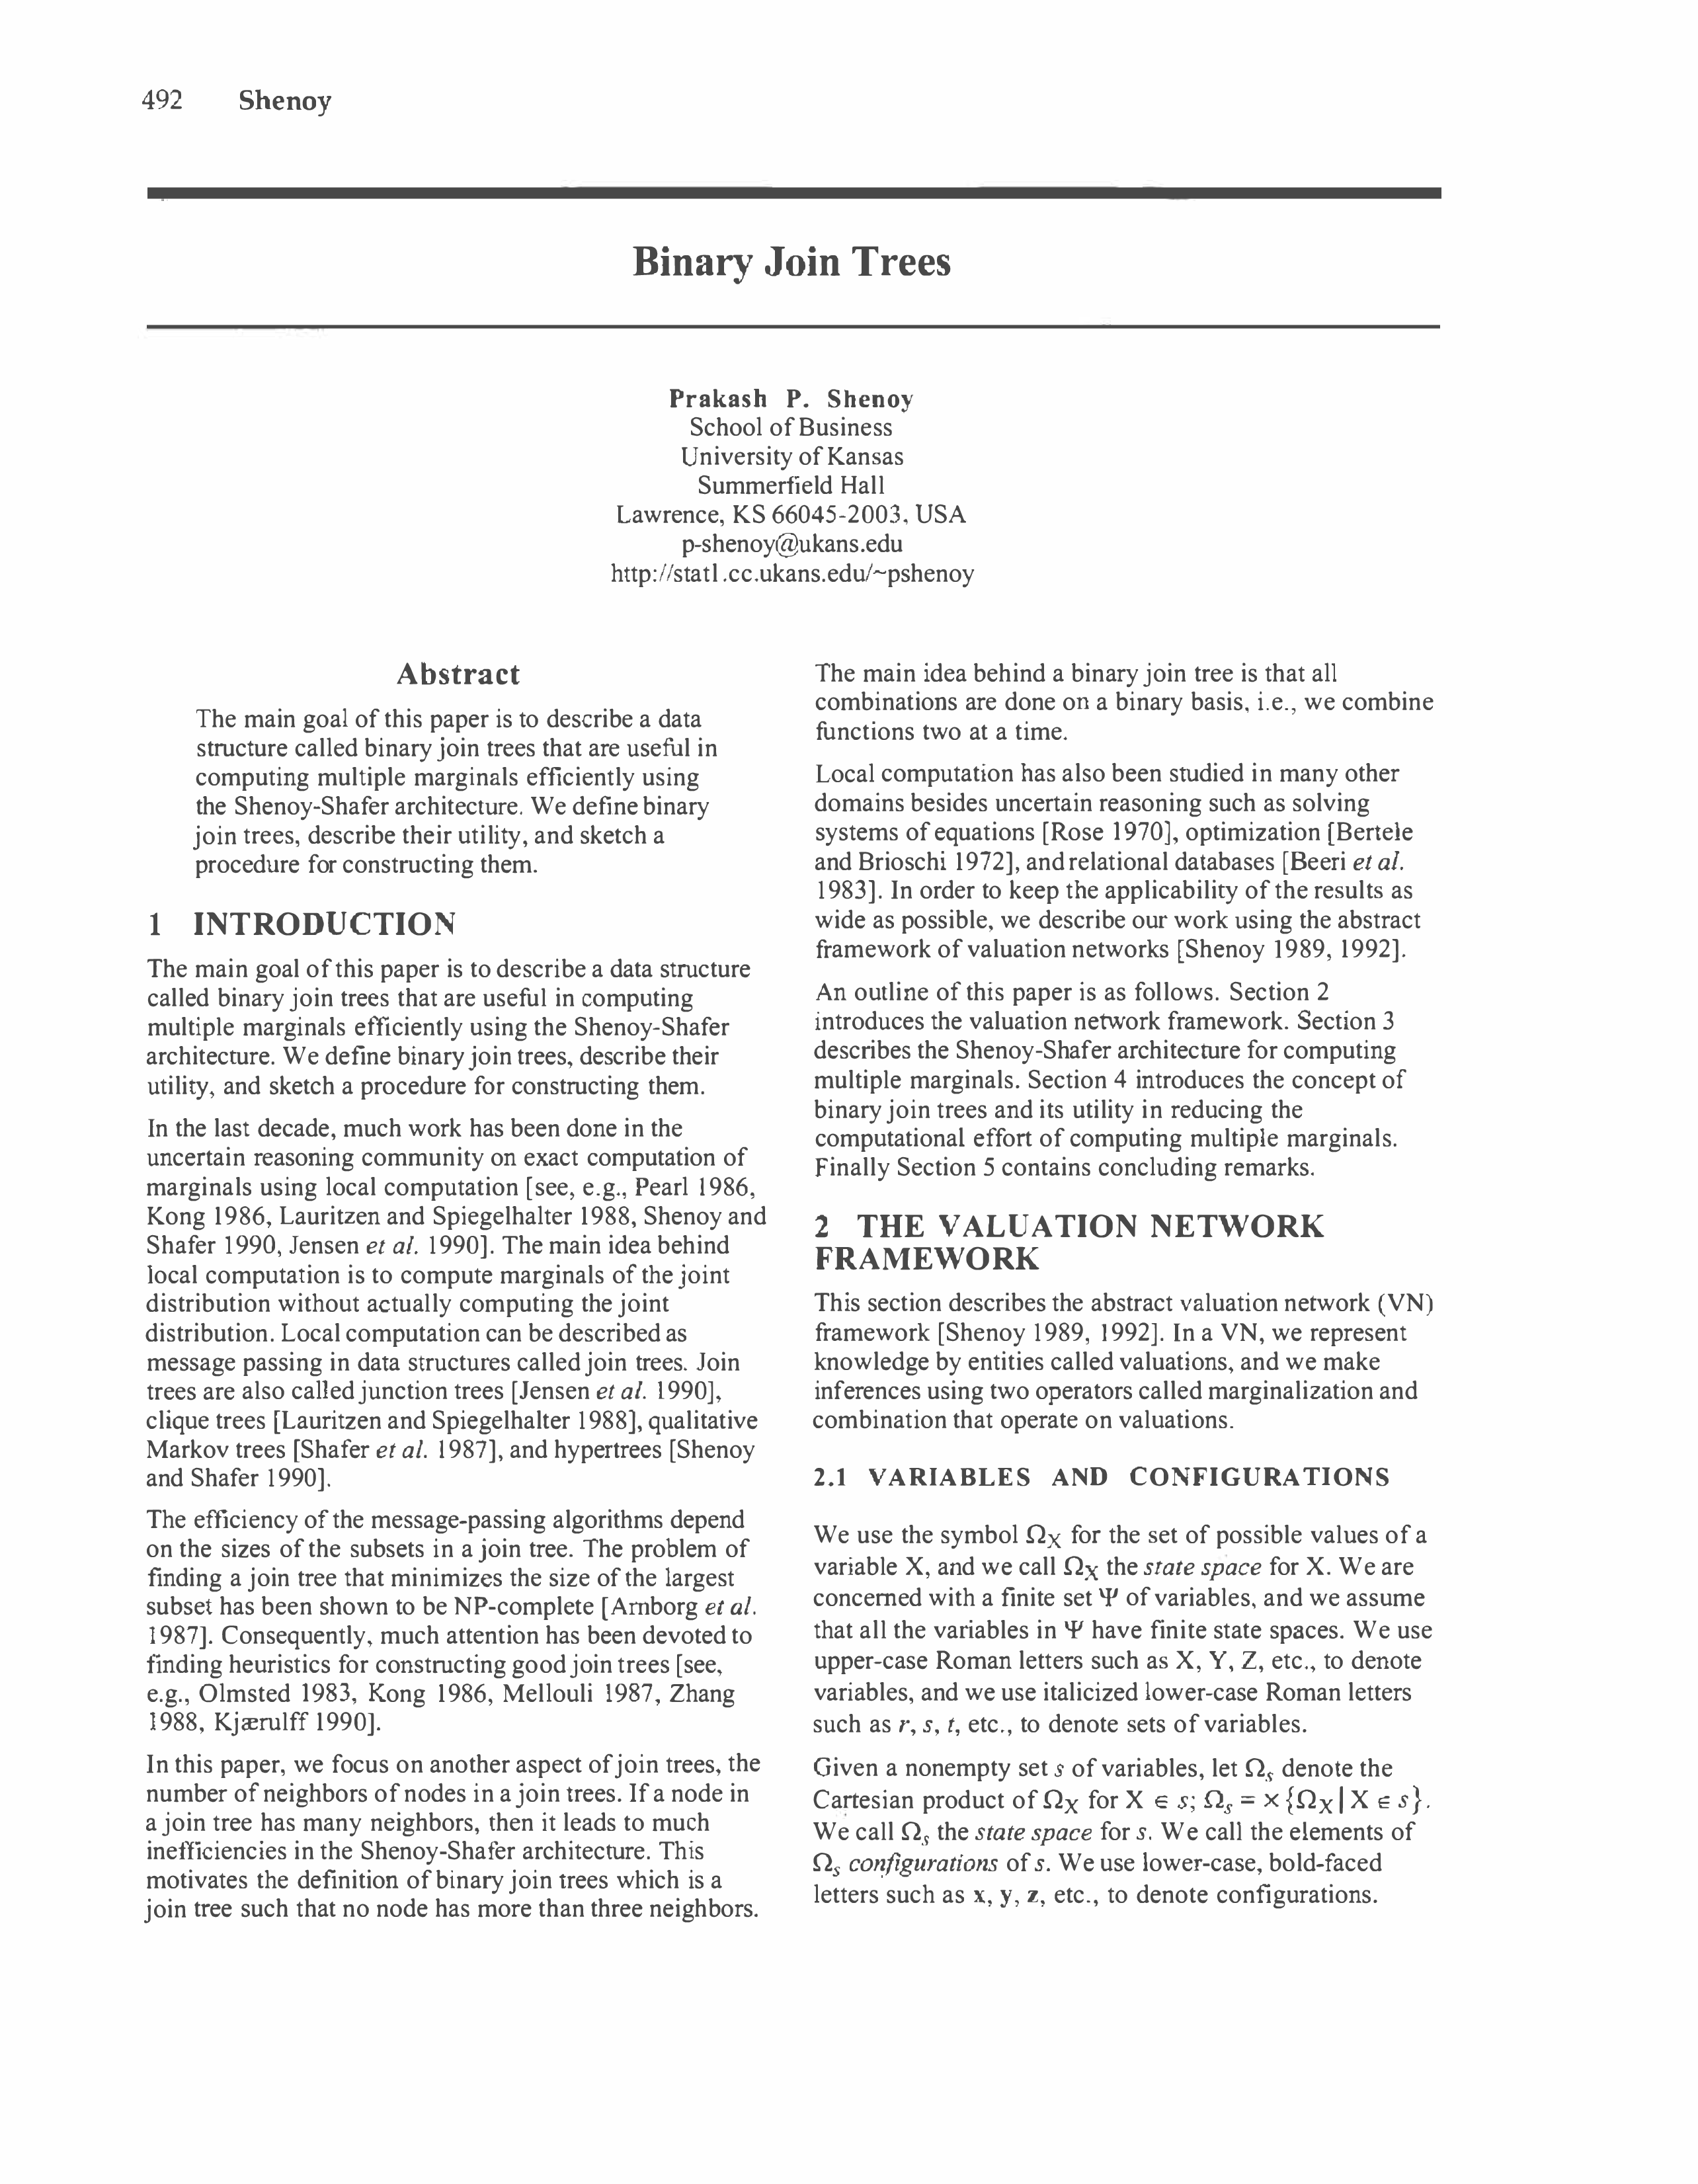 492 Shenoy
Binary Join Trees
Prakash P. Shenoy
School of Business
University of Kansas
Summerfield Hall
Lawrence, KS 66045-2003, USA
p-shenoy@ukans.edu
http://stat1.cc.ukans.edu/~pshenoy
Abstract
The main goal of this paper is to describe a data
structure called binary join trees that are useful in
computing multiple marginals efficiently using
the Shenoy-Shafer architecture. We define binary
join trees, describe their utility, and sketch a
procedure for constructing them.
1 INTRODUCTION
The main goal of this paper is to describe a data structure
called binary join trees that are useful in computing
multiple marginals efficiently using the Shenoy-Shafer
architecture. We define binary join trees, describe their
utility, and sketch a procedure for constructing them.
In the last decade, much work has been done in the
uncertain reasoning community on exact computation of
marginals using local computation [see, e.g., Pearl 1986,
Kong 1986, Lauritzen and Spiegelhalter 1988, Shenoy and
Shafer 1990, Jensen et al. 1990]. The main idea behind
local computation is to compute marginals of the joint
distribution without actually computing the joint
distribution. Local computation can be described as
message passing in data structures called join trees. Join
trees are also called junction trees [Jensen et al. 1990],
clique trees [Lauritzen and Spiegelhalter 1988], qualitative
Markov trees [Shafer et al. 1987], and hypertrees [Shenoy
and Shafer 1990].
The efficiency of the message-passing algorithms depend
on the sizes of the subsets in a join tree. The problem of
finding a join tree that minimizes the size of the largest
subset has been shown to be NP-complete [Arnborg et al.
1987]. Consequently, much attention has been devoted to
finding heuristics for constructing good join trees [see,
e.g., Olmsted 1983, Kong 1986, Mellouli 1987, Zhang
1988, Kjærulff 1990].
In this paper, we focus on another aspect of join trees, the
number of neighbors of nodes in a join trees. If a node in
a join tree has many neighbors, then it leads to much
inefficiencies in the Shenoy-Shafer architecture. This
motivates the definition of binary join trees which is a
join tree such that no node has more than three neighbors.
The main idea behind a binary join tree is that all
combinations are done on a binary basis, i.e., we combine
functions two at a time.
Local computation has also been studied in many other
domains besides uncertain reasoning such as solving
systems of equations [Rose 1970], optimization [Bertele
and Brioschi 1972], and relational databases [Beeri et al.
1983]. In order to keep the applicability of the results as
wide as possible, we describe our work using the abstract
framework of valuation networks [Shenoy 1989, 1992].
An outline of this paper is as follows. Section 2
introduces the valuation network framework. Section 3
describes the Shenoy-Shafer architecture for computing
multiple marginals. Section 4 introduces the concept of
binary join trees and its utility in reducing the
computational effort of computing multiple marginals.
Finally Section 5 contains concluding remarks.
2 THE VALUATION NETWORK
FRAMEWORK
This section describes the abstract valuation network (VN)
framework [Shenoy 1989, 1992]. In a VN, we represent
knowledge by entities called valuations, and we make
inferences using two operators called marginalization and
combination that operate on valuations.
2.1 VARIABLES AND CONFIGURATIONS
We use the symbol Ω_X for the set of possible values of a
variable X, and we call Ω_X the state space for X. We are
concerned with a finite set Ψ of variables, and we assume
that all the variables in Ψ have finite state spaces. We use
upper-case Roman letters such as X, Y, Z, etc., to denote
variables, and we use italicized lower-case Roman letters
such as r, s, t, etc., to denote sets of variables.
Given a nonempty set s of variables, let Ω_s denote the
Cartesian product of Ω_X for X ∈ s; Ω_s = ×{Ω_X | X ∈ s}.
We call Ω_s the state space for s. We call the elements of
Ω_s configurations of s. We use lower-case, bold-faced
letters such as x, y, z, etc., to denote configurations.